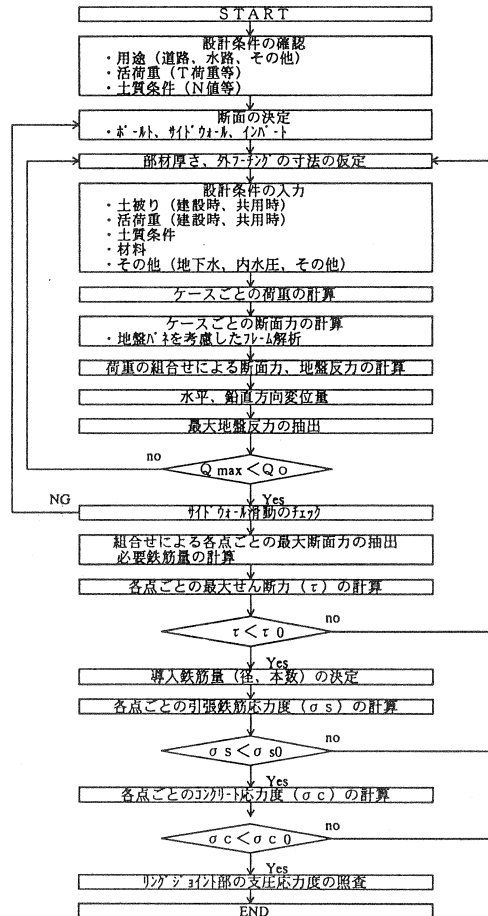 START
設計条件の確認
・用途（道路、水路、その他）
・活荷重（T荷重等）
・土質条件（N値等）
断面の決定
・ﾎﾞｰﾙﾄ、ｻｲﾄﾞｳｫｰﾙ、ｲﾝﾊﾞｰﾄ
部材厚さ、外ﾌｰﾁﾝｸﾞの寸法の仮定
設計条件の入力
・土被り（建設時、共用時）
・活荷重（建設時、共用時）
・土質条件
・材料
・その他（地下水、内水圧、その他）
ケースごとの荷重の計算
ケースごとの断面力の計算
・地盤ﾊﾞﾈを考慮したﾌﾚｰﾑ解析
荷重の組合せによる断面力、地盤反力の計算
水平、鉛直方向変位量
最大地盤反力の抽出
no
Qmax＜Qo
NG
Yes
ｻｲﾄﾞｳｫｰﾙ滑動のﾁｪｯｸ
組合せによる各点ごとの最大断面力の抽出
必要鉄筋量の計算
各点ごとの最大せん断力（τ）の計算
no
τ＜τ0
Yes
導入鉄筋量（径、本数）の決定
各点ごとの引張鉄筋応力度（σs）の計算
no
σs＜σs0
Yes
各点ごとのｺﾝｸﾘｰﾄ応力度（σc）の計算
no
σc＜σc0
Yes
ﾘﾝｸﾞｼﾞｮｲﾝﾄ部の支圧応力度の照査
END